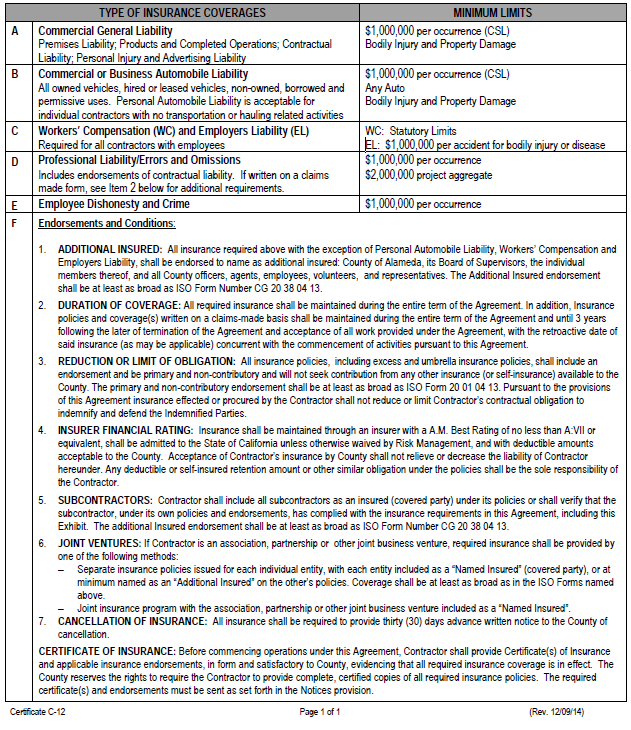 TYPE OF INSURANCE COVERAGES MINIMUM LIMITS
A Commercial General Liability $1,000,000 per occurrence (CSL)
Premises Liability; Products and Completed Operations; Contractual Bodily Injury and Property Damage
Liability; Personal Injury and Advertising Liability
B Commercial or Business Automobile Liability $1,000,000 per occurrence (CSL)
All owned vehicles, hired or leased vehicles, non-owned, borrowed and Any Auto
permissive uses. Personal Automobile Liability is acceptable for Bodily Injury and Property Damage
individual contractors with no transportation or hauling related activities
C Workers' Compensation (WC) and Employers Liability (EL) WC: Statutory Limits
Required for all contractors with employees EL: $1,000,000 per accident for bodily injury or disease
D Professional Liability/Errors and Omissions $1,000,000 per occurrence
Includes endorsements of contractual liability. If written on a claims $2,000,000 project aggregate
made form, see Item 2 below for additional requirements.
E Employee Dishonesty and Crime $1,000,000 per occurrence
F Endorsements and Conditions:
1. ADDITIONAL INSURED: All insurance required above with the exception of Personal Automobile Liability, Workers' Compensation and
Employers Liability, shall be endorsed to name as additional insured: County of Alameda, its Board of Supervisors, the individual
members thereof, and all County officers, agents, employees, volunteers, and representatives. The Additional Insured endorsement
shall be at least as broad as ISO Form Number CG 20 38 04 13.
2. DURATION OF COVERAGE: All required insurance shall be maintained during the entire term of the Agreement. In addition, Insurance
policies and coverage(s) written on a claims-made basis shall be maintained during the entire term of the Agreement and until 3 years
following the later of termination of the Agreement and acceptance of all work provided under the Agreement, with the retroactive date of
said insurance (as may be applicable) concurrent with the commencement of activities pursuant to this Agreement.
3. REDUCTION OR LIMIT OF OBLIGATION: All insurance policies, including excess and umbrella insurance policies, shall include an
endorsement and be primary and non-contributory and will not seek contribution from any other insurance (or self-insurance) available to the
County. The primary and non-contributory endorsement shall be at least as broad as ISO Form 20 01 04 13. Pursuant to the provisions
of this Agreement insurance effected or procured by the Contractor shall not reduce or limit Contractor's contractual obligation to
indemnify and defend the Indemnified Parties.
4. INSURER FINANCIAL RATING: Insurance shall be maintained through an insurer with a A.M. Best Rating of no less than A:VII or
equivalent, shall be admitted to the State of California unless otherwise waived by Risk Management, and with deductible amounts
acceptable to the County. Acceptance of Contractor's insurance by County shall not relieve or decrease the liability of Contractor
hereunder. Any deductible or self-insured retention amount or other similar obligation under the policies shall be the sole responsibility of
the Contractor.
5. SUBCONTRACTORS: Contractor shall include all subcontractors as an insured (covered party) under its policies or shall verify that the
subcontractor, under its own policies and endorsements, has complied with the insurance requirements in this Agreement, including this
Exhibit. The additional Insured endorsement shall be at least as broad as ISO Form Number CG 20 38 04 13.
6. JOINT VENTURES: If Contractor is an association, partnership or other joint business venture, required insurance shall be provided by
one of the following methods:
– Separate insurance policies issued for each individual entity, with each entity included as a "Named Insured" (covered party), or at
minimum named as an "Additional Insured" on the other's policies. Coverage shall be at least as broad as in the ISO Forms named
above.
– Joint insurance program with the association, partnership or other joint business venture included as a "Named Insured".
7. CANCELLATION OF INSURANCE: All insurance shall be required to provide thirty (30) days advance written notice to the County of
cancellation.
CERTIFICATE OF INSURANCE: Before commencing operations under this Agreement, Contractor shall provide Certificate(s) of Insurance
and applicable insurance endorsements, in form and satisfactory to County, evidencing that all required insurance coverage is in effect. The
County reserves the rights to require the Contractor to provide complete, certified copies of all required insurance policies. The required
certificate(s) and endorsements must be sent as set forth in the Notices provision.
Certificate C-12 Page 1 of 1 (Rev. 12/09/14)